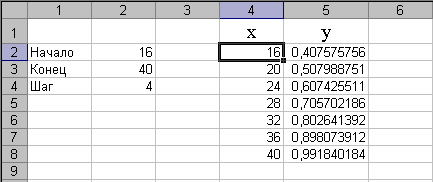 1 2 3 4 5 6
1 x y
2 Начало 16 16 0,407575756
3 Конец 40 20 0,507988751
4 Шаг 4 24 0,607425511
5 28 0,705702186
6 32 0,802641392
7 36 0,898073912
8 40 0,991840184
9